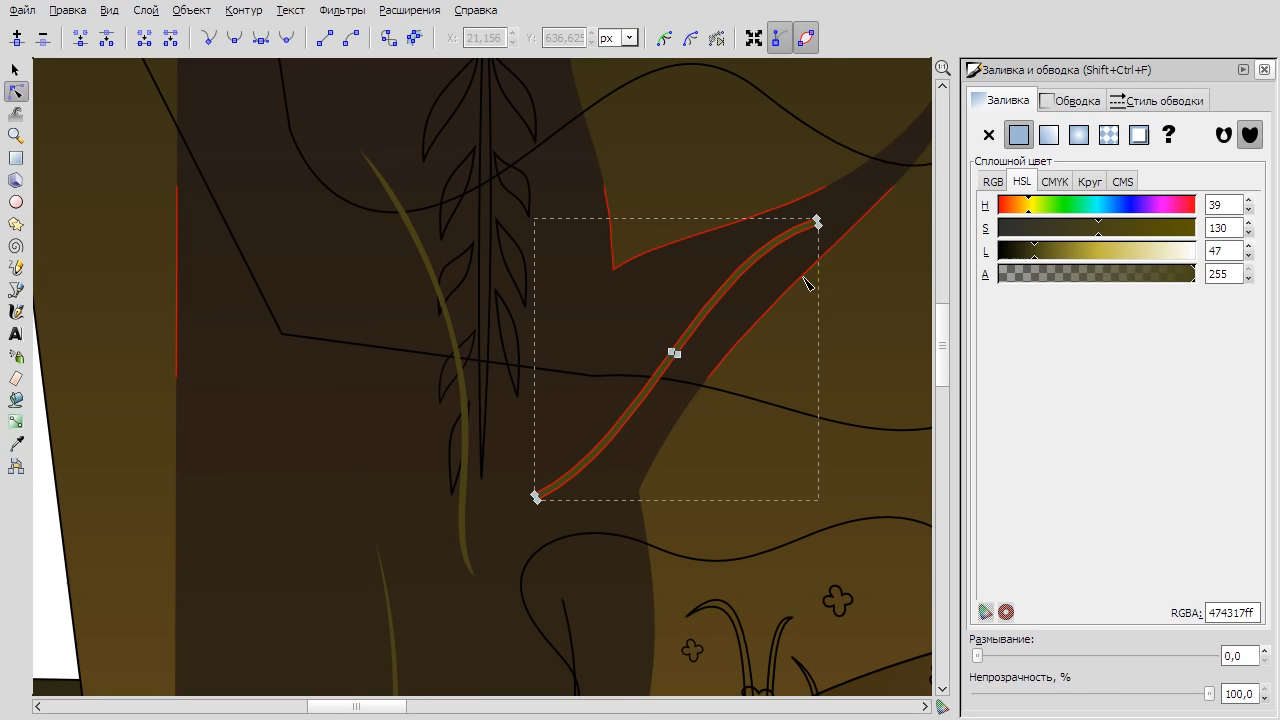 Файл Правка Вид Слой Объект Контур Текст Фильтры Расширения Справка
X: 21,156 Y: 636,625 px
1:1
Заливка и обводка (Shift+Ctrl+F)
Заливка Обводка Стиль обводки
?
Сплошной цвет
RGB HSL CMYK Круг CMS
H 39
S 130
L 47
A 255
A
RGBA: 474317ff
Размывание:
0,0
Непрозрачность, %
100,0